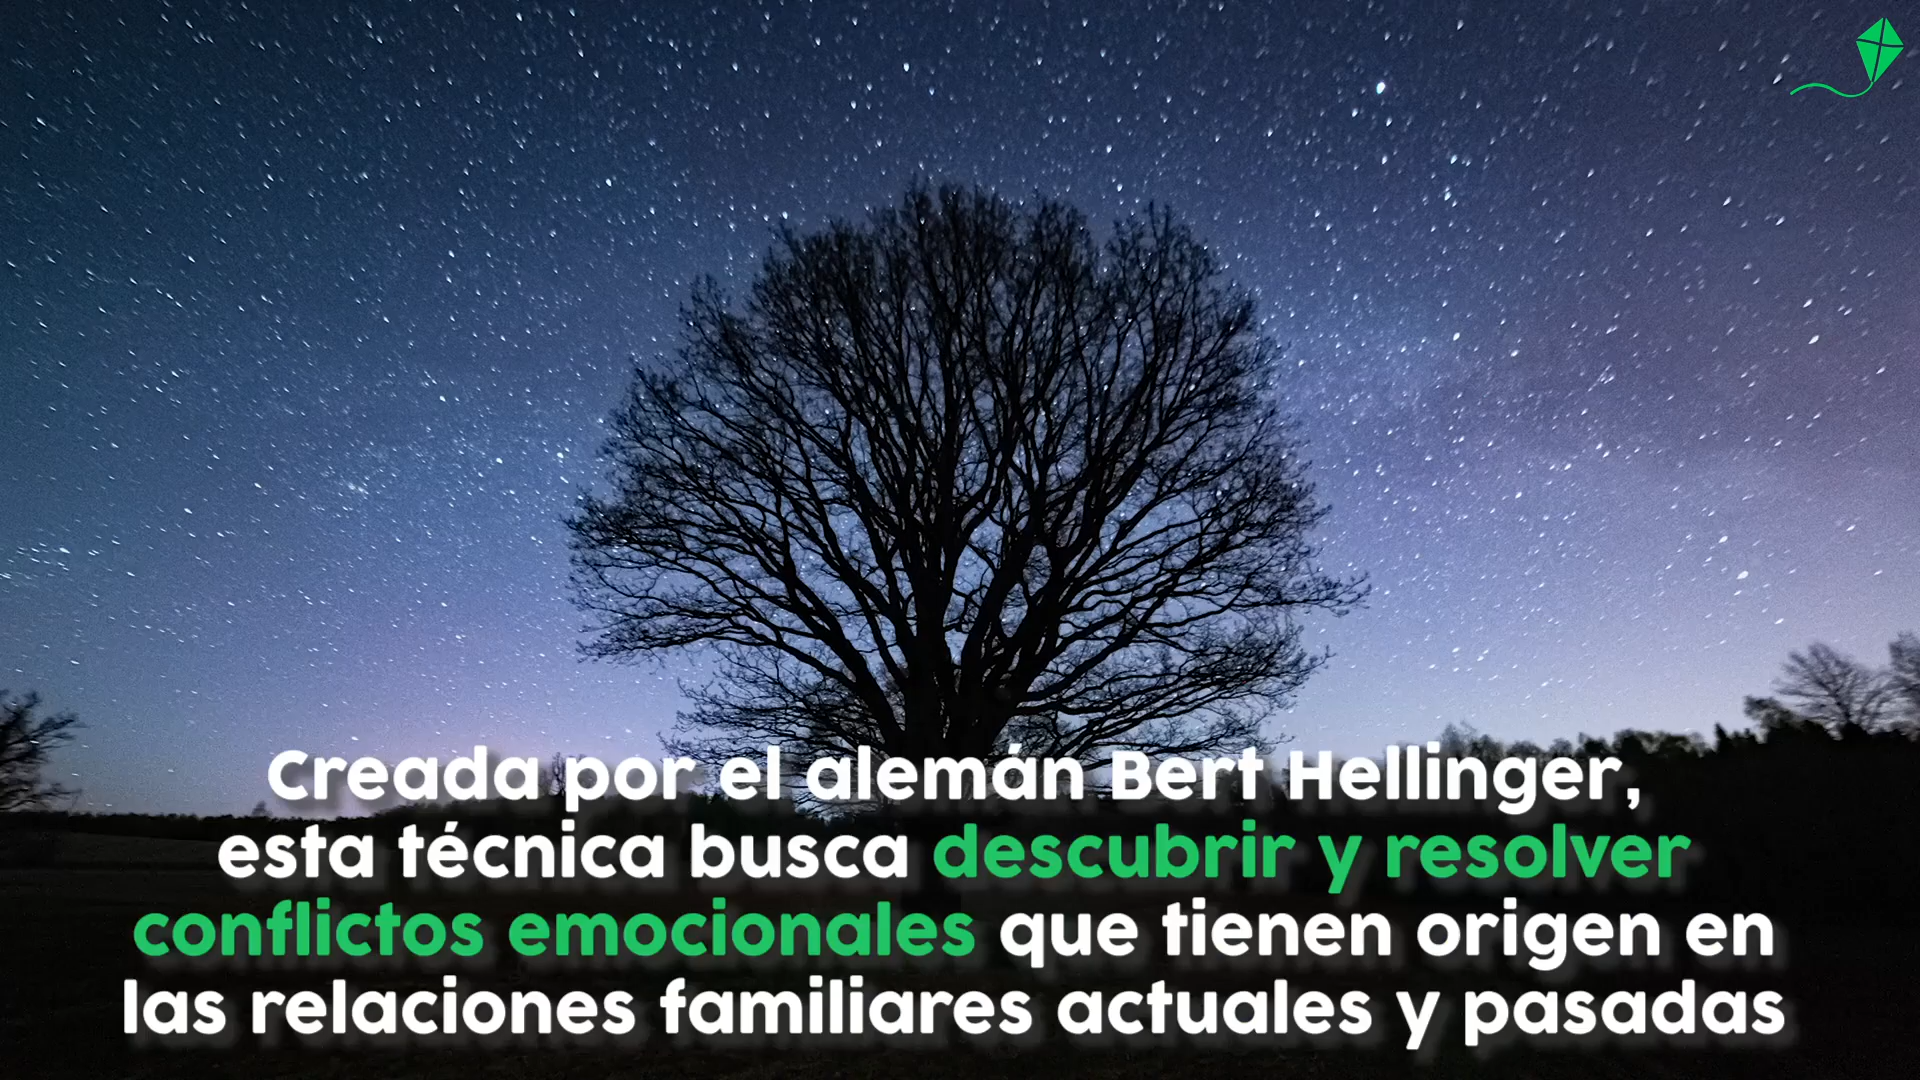 Creada por el alemán Bert Hellinger,
esta técnica busca descubrir y resolver
conflictos emocionales que tienen origen en
las relaciones familiares actuales y pasadas